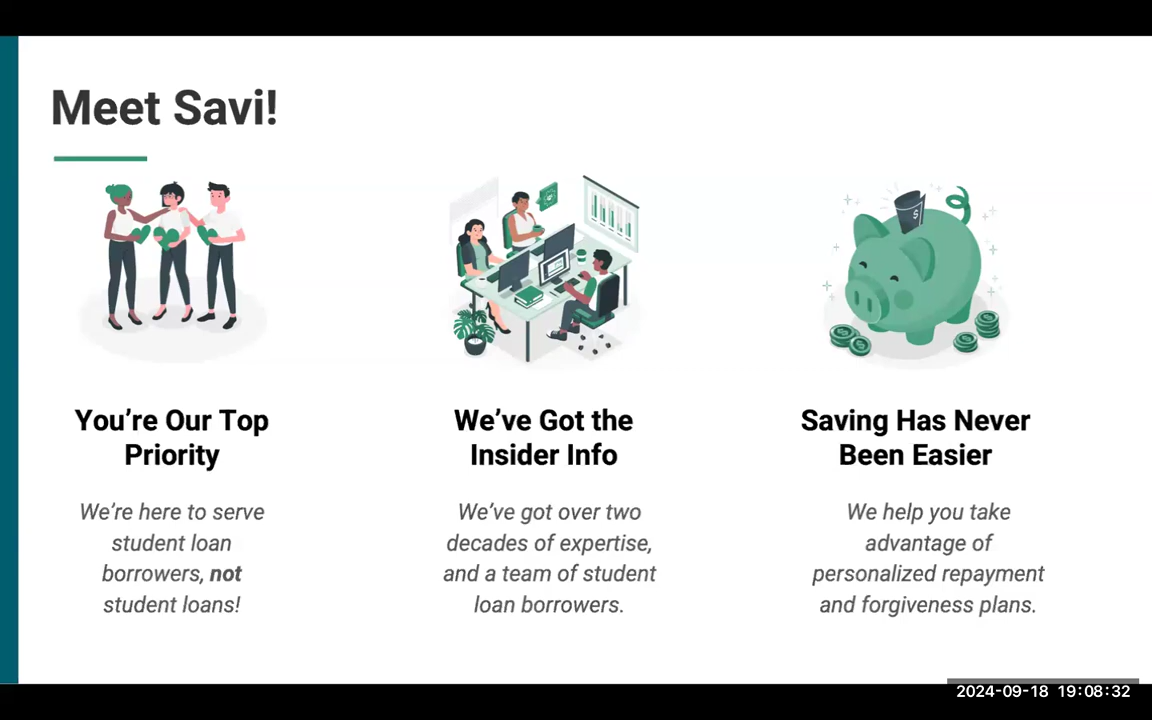 Meet Savi!
You're Our Top
Priority
We're here to serve
student loan
borrowers, not
student loans!
We've Got the
Insider Info
We've got over two
decades of expertise,
and a team of student
loan borrowers.
Saving Has Never
Been Easier
We help you take
advantage of
personalized repayment
and forgiveness plans.
2024-09-18 19:08:32